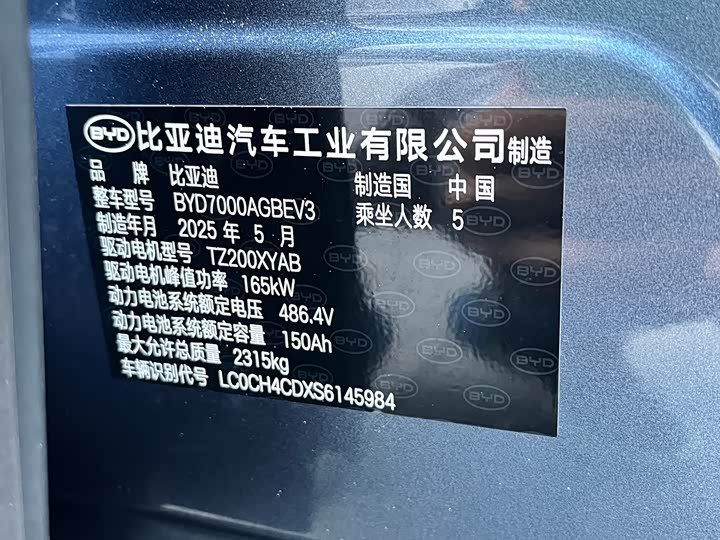 BYD 比亚迪汽车工业有限公司制造
品 牌 比亚迪 制造国 中国
整车型号 BYD7000AGBEV3 乘坐人数 5
制造年月 2025 年 5 月
驱动电机型号 TZ200XYAB
驱动电机峰值功率 165kW
动力电池系统额定电压 486.4V
动力电池系统额定容量 150Ah
最大允许总质量 2315kg
车辆识别代号 LC0CH4CDXS6145984